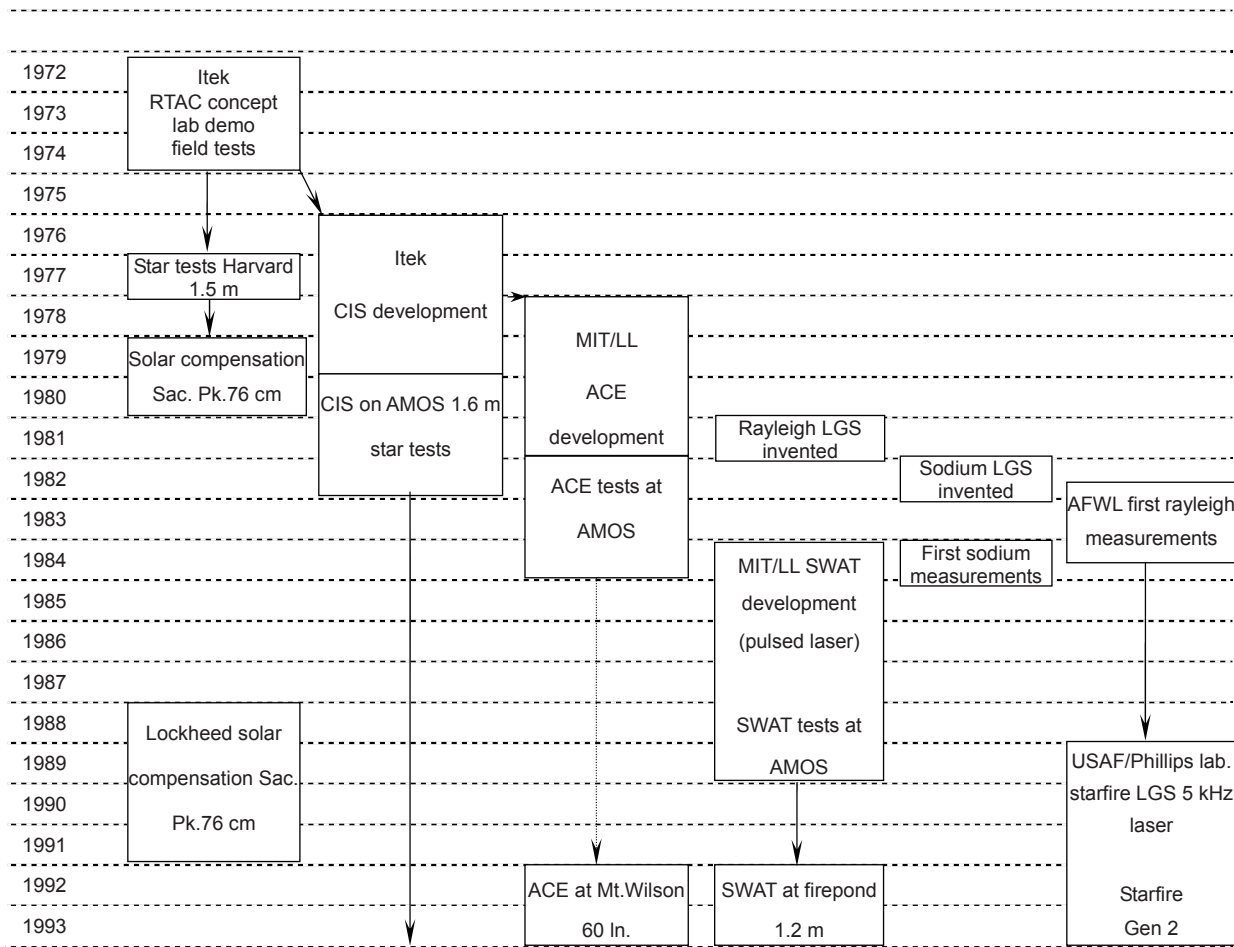 1972
1973
1974
1975
1976
1977
1978
1979
1980
1981
1982
1983
1984
1985
1986
1987
1988
1989
1990
1991
1992
1993
Itek
RTAC concept
lab demo
field tests
Star tests Harvard
1.5 m
Solar compensation
Sac. Pk.76 cm
Lockheed solar
compensation Sac.
Pk.76 cm
Itek
CIS development
CIS on AMOS 1.6 m
star tests
MIT/LL
ACE
development
ACE tests at
AMOS
ACE at Mt.Wilson
60 In.
Rayleigh LGS
invented
MIT/LL SWAT
development
(pulsed laser)
SWAT tests at
AMOS
SWAT at firepond
1.2 m
Sodium LGS
invented
First sodium
measurements
AFWL first rayleigh
measurements
USAF/Phillips lab.
starfire LGS 5 kHz
laser
Starfire
Gen 2